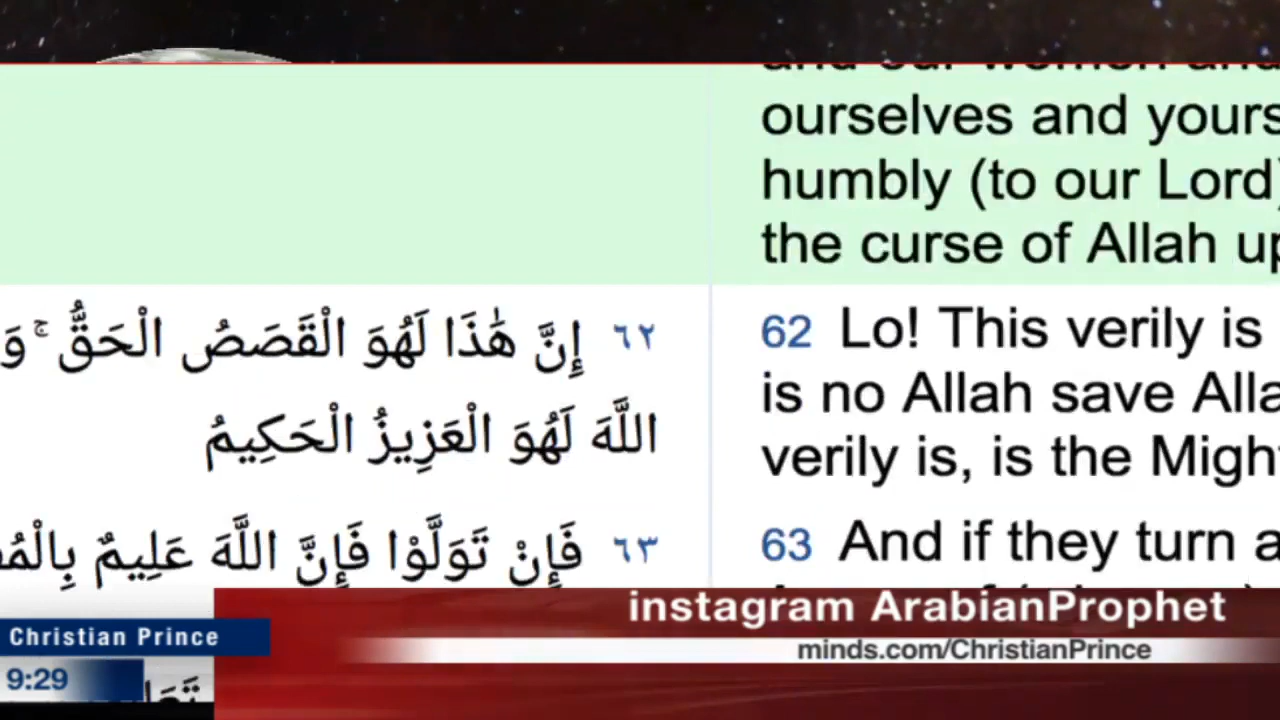 ourselves and yours
humbly (to our Lord)
the curse of Allah up
٦٢ إِنَّ هَٰذَا لَهُوَ الْقَصَصُ الْحَقُّ ۚ وَ
اللَّهَ لَهُوَ الْعَزِيزُ الْحَكِيمُ
٦٣ فَإِنْ تَوَلَّوْا فَإِنَّ اللَّهَ عَلِيمٌ
62 Lo! This verily is
is no Allah save Alla
verily is, is the Migh
63 And if they turn a
instagram ArabianProphet
minds.com/ChristianPrince
Christian Prince
9:29